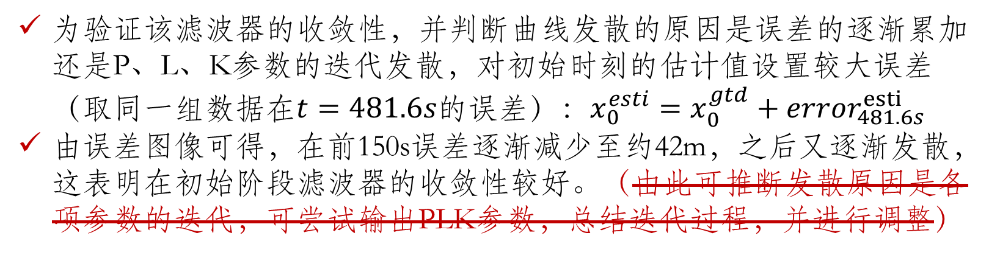 ✓ 为验证该滤波器的收敛性，并判断曲线发散的原因是误差的逐渐累加
还是P、L、K参数的迭代发散，对初始时刻的估计值设置较大误差
（取同一组数据在t = 481.6s的误差）：x_0^{esti} = x_0^{gtd} + error_{481.6s}^{esti}
✓ 由误差图像可得，在前150s误差逐渐减少至约42m，之后又逐渐发散，
这表明在初始阶段滤波器的收敛性较好。（由此可推断发散原因是各
项参数的迭代，可尝试输出PLK参数，总结迭代过程，并进行调整）